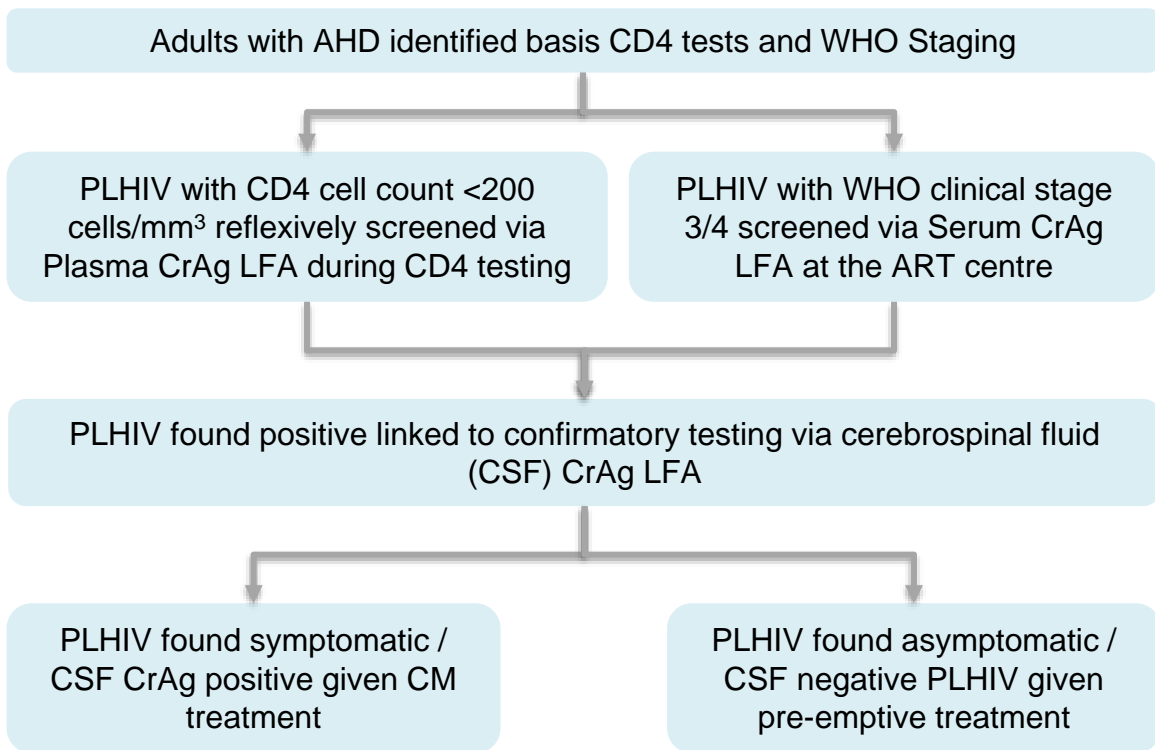 Adults with AHD identified basis CD4 tests and WHO Staging
PLHIV with CD4 cell count <200
cells/mm³ reflexively screened via
Plasma CrAg LFA during CD4 testing
PLHIV with WHO clinical stage
3/4 screened via Serum CrAg
LFA at the ART centre
PLHIV found positive linked to confirmatory testing via cerebrospinal fluid
(CSF) CrAg LFA
PLHIV found symptomatic /
CSF CrAg positive given CM
treatment
PLHIV found asymptomatic /
CSF negative PLHIV given
pre-emptive treatment